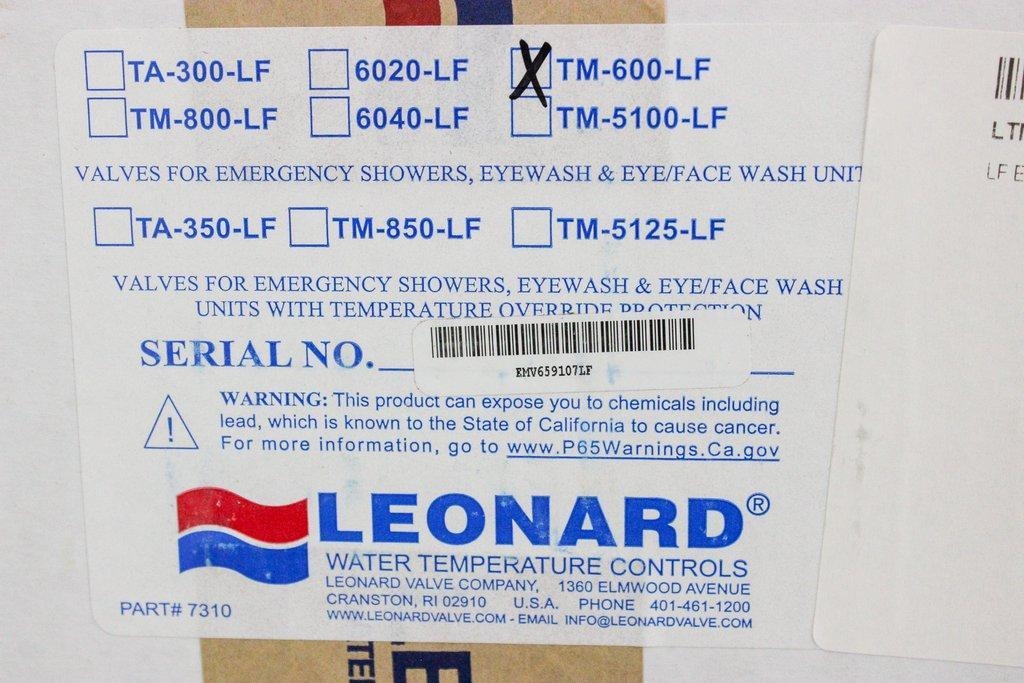 TA-300-LF 6020-LF X TM-600-LF
TM-800-LF 6040-LF TM-5100-LF
VALVES FOR EMERGENCY SHOWERS, EYEWASH & EYE/FACE WASH UNIT
TA-350-LF TM-850-LF TM-5125-LF
VALVES FOR EMERGENCY SHOWERS, EYEWASH & EYE/FACE WASH
UNITS WITH TEMPERATURE OVERRIDE PROTECTION
SERIAL NO.
EMV659107LF
WARNING: This product can expose you to chemicals including
lead, which is known to the State of California to cause cancer.
For more information, go to www.P65Warnings.Ca.gov
!
LEONARD®
WATER TEMPERATURE CONTROLS
LEONARD VALVE COMPANY, 1360 ELMWOOD AVENUE
CRANSTON, RI 02910 U.S.A. PHONE 401-461-1200
WWW.LEONARDVALVE.COM - EMAIL INFO@LEONARDVALVE.COM
PART# 7310
LF E